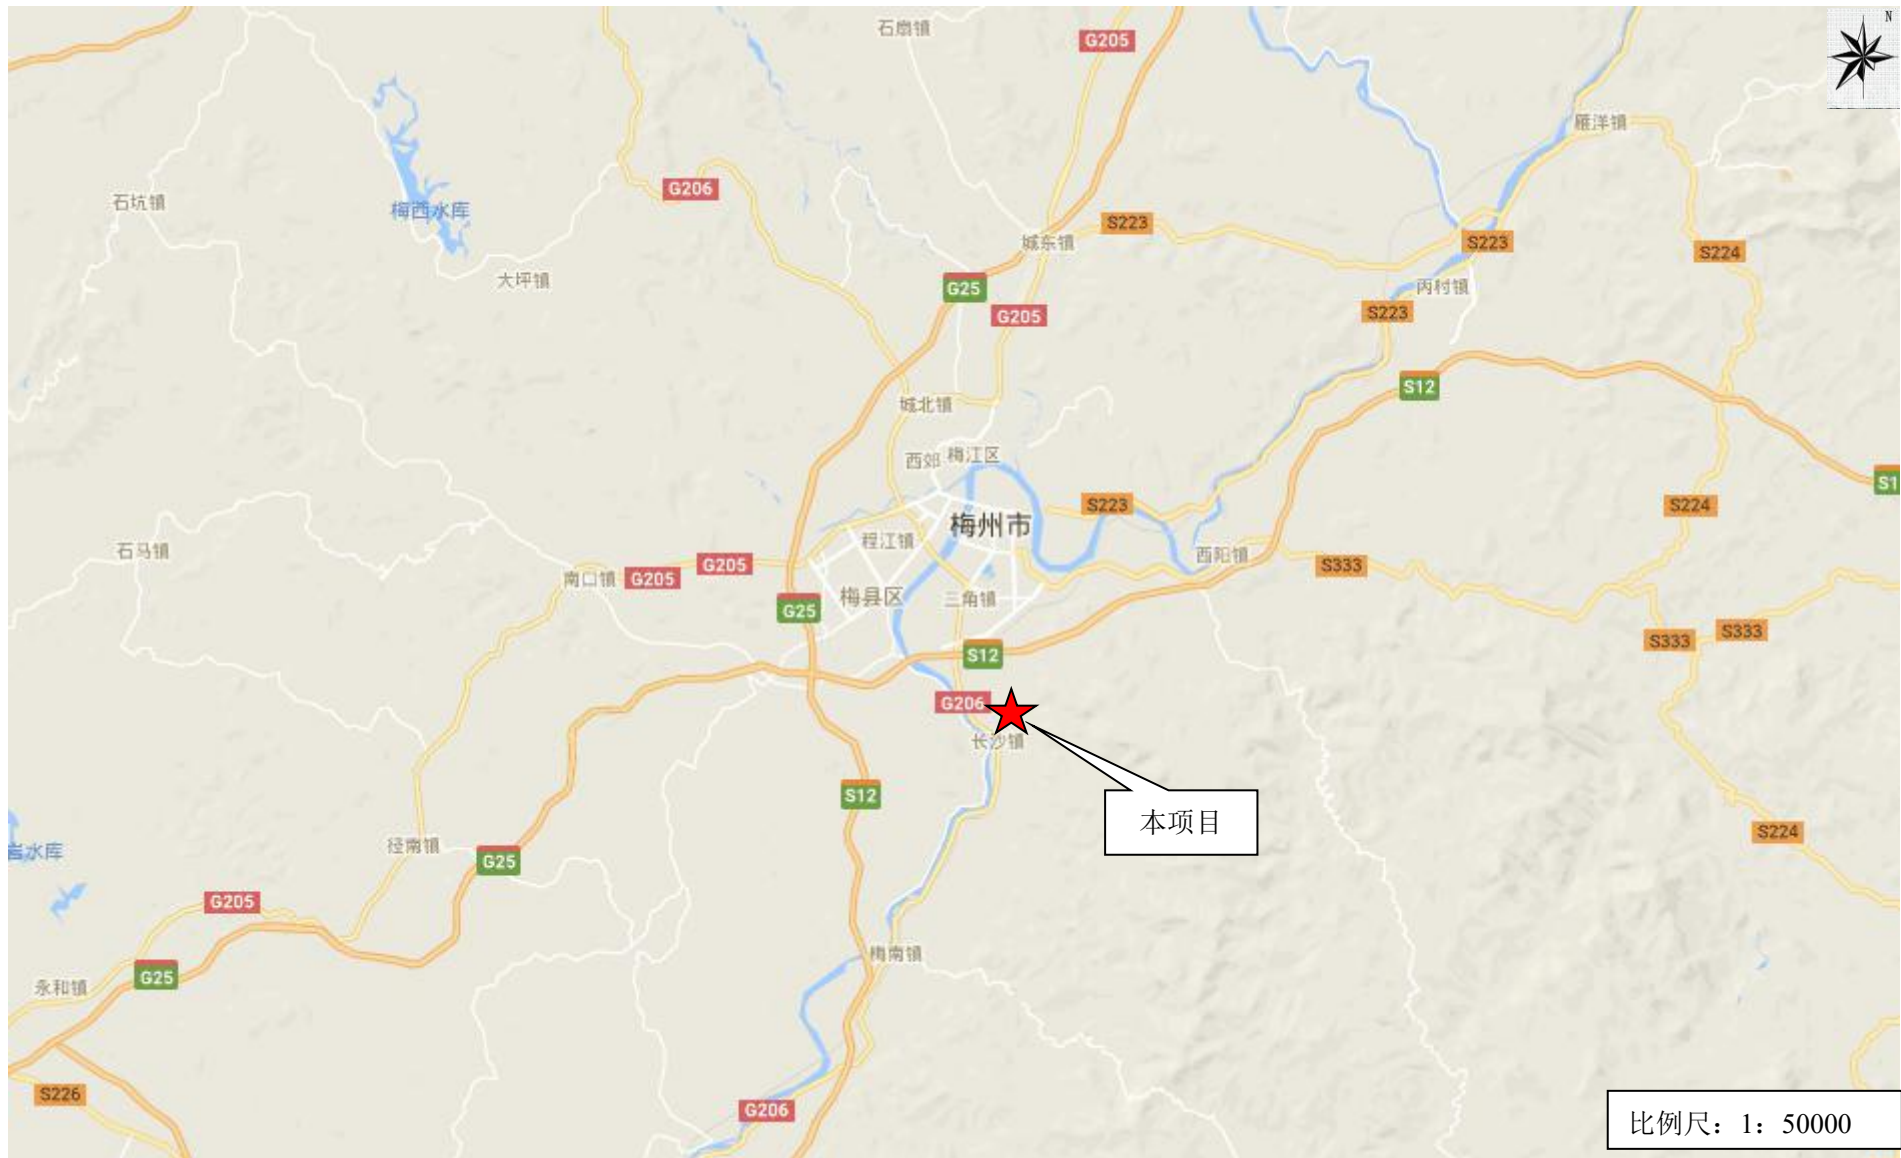 N
石扇镇
G205
雁洋镇
G206
石坑镇
梅西水库
S223
城东镇
S223
S224
大坪镇
G25
丙村镇
G205
S223
S12
城北镇
西郊
梅江区
S1
S223
S224
梅州市
程江镇
石马镇
西阳镇
G205
S333
南口镇
G205
梅县区
三角镇
G25
S333
S333
S12
G206
长沙镇
S12
本项目
S224
径南镇
岩水库
G25
G205
梅南镇
G25
永和镇
S226
G206
比例尺：1：50000